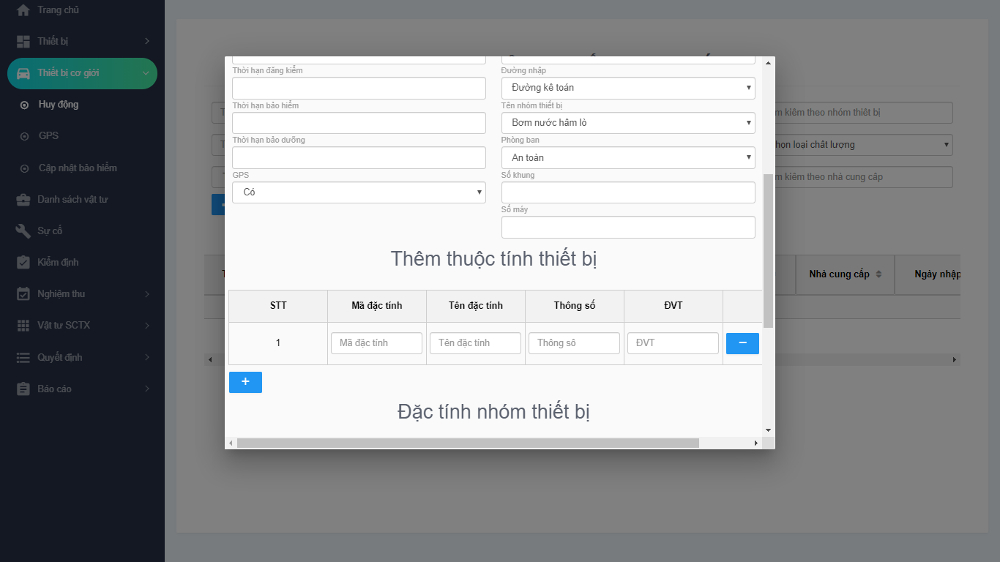 Trang chủ
Thiết bị
Thiết bị cơ giới
Huy động
GPS
Cập nhật bảo hiểm
Danh sách vật tư
Sự cố
Kiểm định
Nghiệm thu
Vật tư SCTX
Quyết định
Báo cáo
Thời hạn đăng kiểm
Đường nhập
Đường kế toán
Thời hạn bảo hiểm
Tên nhóm thiết bị
Bơm nước hầm lò
Thời hạn bảo dưỡng
Phòng ban
An toàn
GPS
Có
Số khung
Số máy
Thêm thuộc tính thiết bị
STT Mã đặc tính Tên đặc tính Thông số ĐVT
1 Mã đặc tính Tên đặc tính Thông số ĐVT −
+
Đặc tính nhóm thiết bị
kiếm theo nhóm thiết bị
loại chất lượng
kiếm theo nhà cung cấp
Nhà cung cấp Ngày nhập